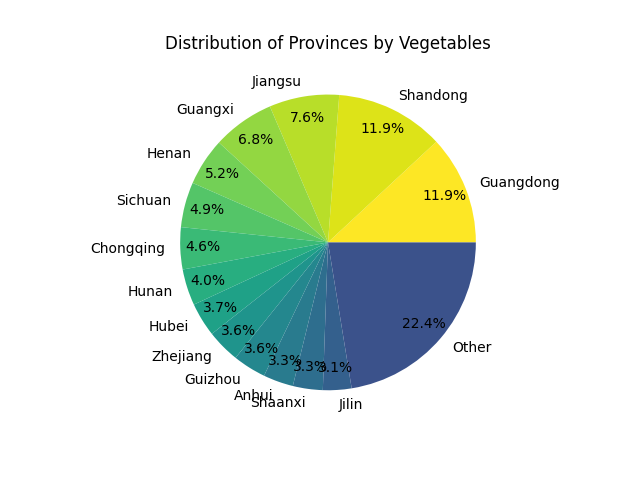 Distribution of Provinces by Vegetables
Guangdong
11.9%
Shandong
11.9%
Jiangsu
7.6%
Guangxi
6.8%
Henan
5.2%
Sichuan
4.9%
Chongqing
4.6%
Hunan
4.0%
Hubei
3.7%
Zhejiang
3.6%
Guizhou
3.6%
Anhui
3.3%
Shaanxi
3.3%
Jilin
3.1%
Other
22.4%